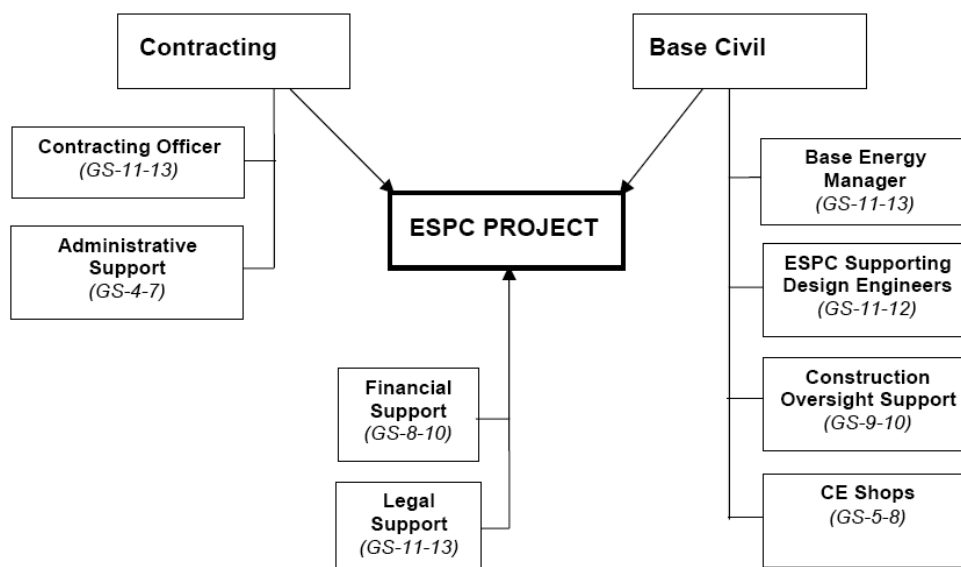 Contracting
Base Civil
Contracting Officer
(GS-11-13)
Administrative
Support
(GS-4-7)
ESPC PROJECT
Base Energy
Manager
(GS-11-13)
ESPC Supporting
Design Engineers
(GS-11-12)
Financial
Support
(GS-8-10)
Construction
Oversight Support
(GS-9-10)
Legal
Support
(GS-11-13)
CE Shops
(GS-5-8)